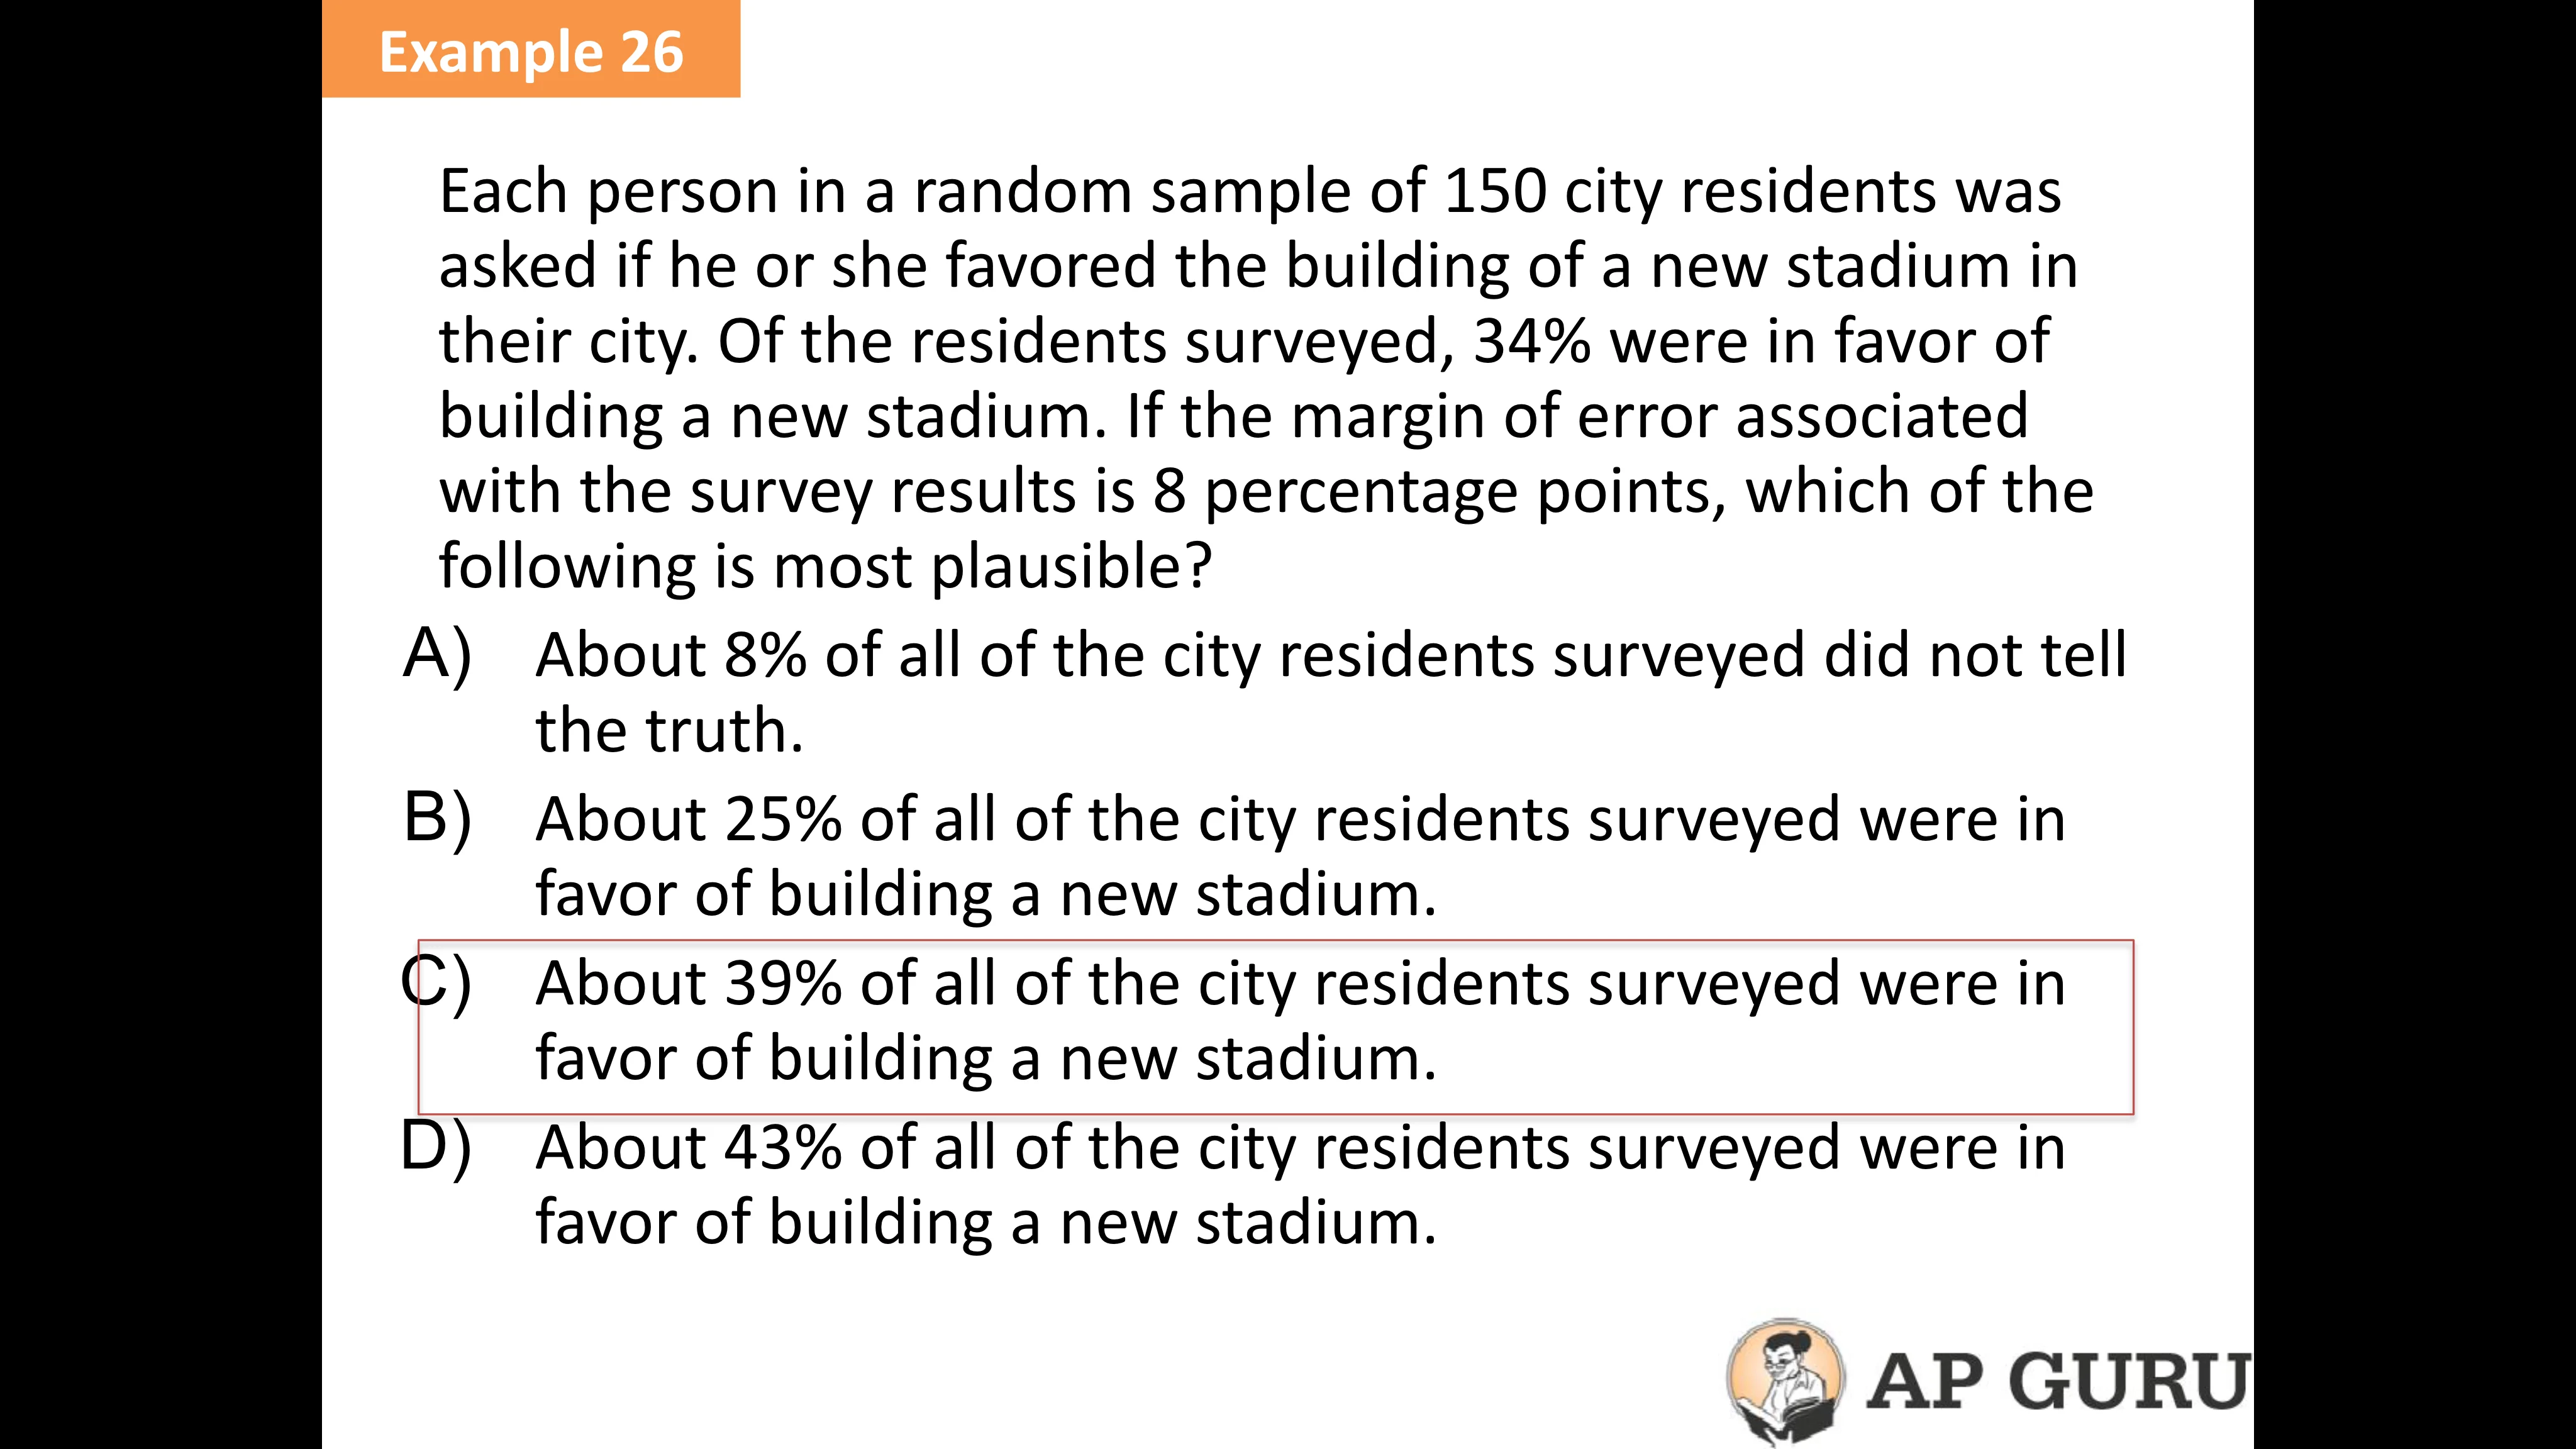 Example 26
Each person in a random sample of 150 city residents was
asked if he or she favored the building of a new stadium in
their city. Of the residents surveyed, 34% were in favor of
building a new stadium. If the margin of error associated
with the survey results is 8 percentage points, which of the
following is most plausible?
A) About 8% of all of the city residents surveyed did not tell
the truth.
B) About 25% of all of the city residents surveyed were in
favor of building a new stadium.
C) About 39% of all of the city residents surveyed were in
favor of building a new stadium.
D) About 43% of all of the city residents surveyed were in
favor of building a new stadium.
AP GURU